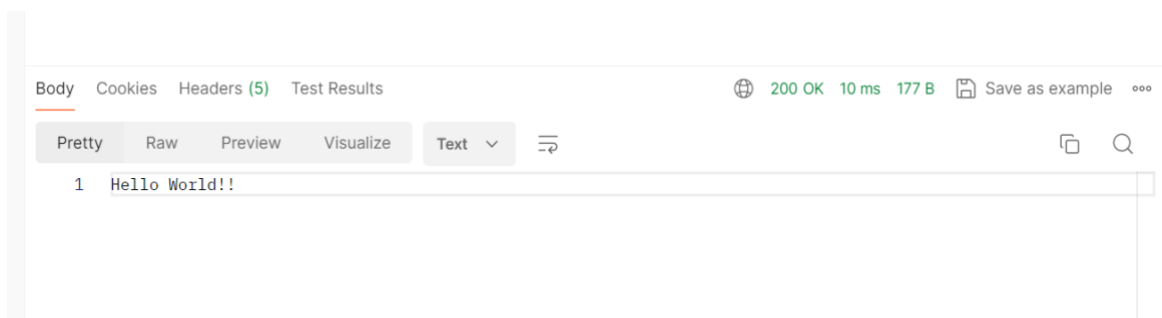 Body Cookies Headers (5) Test Results 200 OK 10 ms 177 B Save as example
Pretty Raw Preview Visualize Text
1 Hello World!!